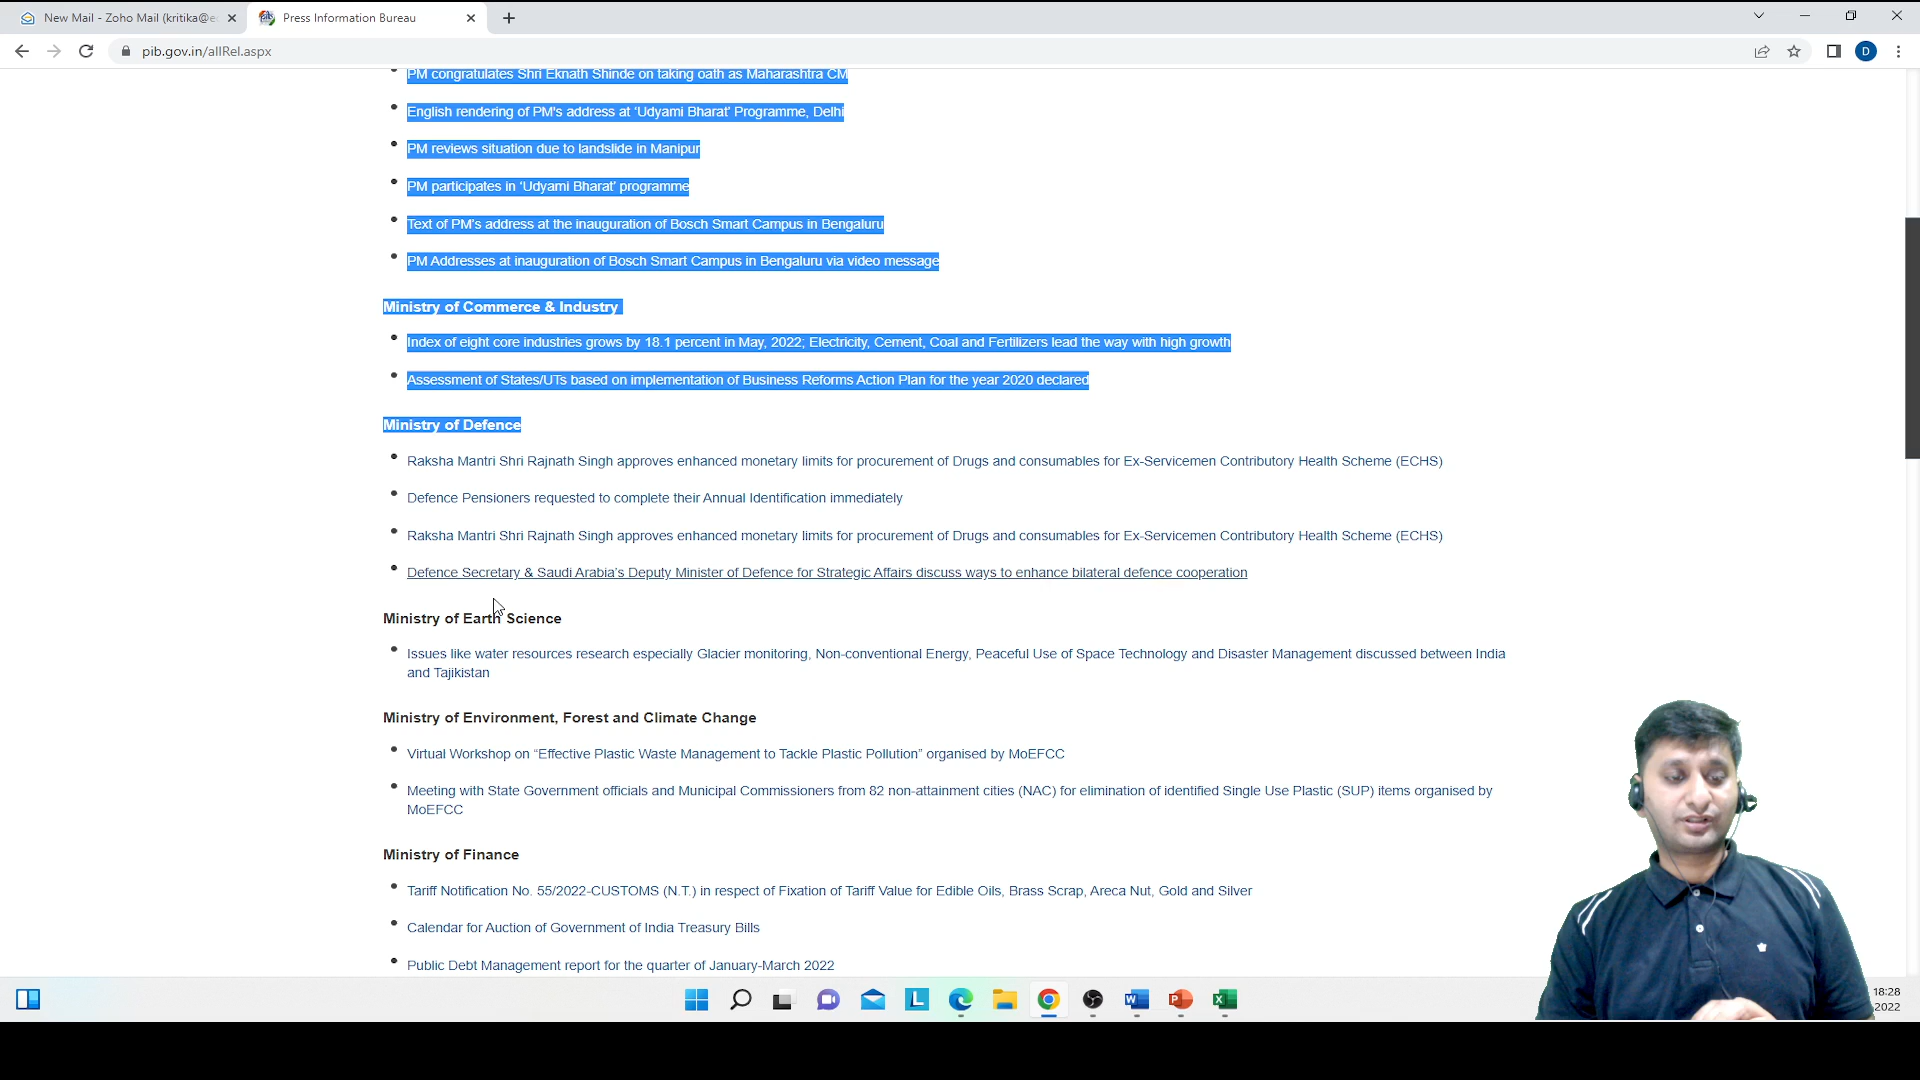 New Mail - Zoho Mail (kritika@e
Press Information Bureau
pib.gov.in/allRel.aspx
D
PM congratulates Shri Eknath Shinde on taking oath as Maharashtra CM
English rendering of PM's address at 'Udyami Bharat' Programme, Delhi
PM reviews situation due to landslide in Manipur
PM participates in 'Udyami Bharat' programme
Text of PM's address at the inauguration of Bosch Smart Campus in Bengaluru
PM Addresses at inauguration of Bosch Smart Campus in Bengaluru via video message
Ministry of Commerce & Industry
Index of eight core industries grows by 18.1 percent in May, 2022; Electricity, Cement, Coal and Fertilizers lead the way with high growth
Assessment of States/UTs based on implementation of Business Reforms Action Plan for the year 2020 declared
Ministry of Defence
Raksha Mantri Shri Rajnath Singh approves enhanced monetary limits for procurement of Drugs and consumables for Ex-Servicemen Contributory Health Scheme (ECHS)
Defence Pensioners requested to complete their Annual Identification immediately
Raksha Mantri Shri Rajnath Singh approves enhanced monetary limits for procurement of Drugs and consumables for Ex-Servicemen Contributory Health Scheme (ECHS)
Defence Secretary & Saudi Arabia's Deputy Minister of Defence for Strategic Affairs discuss ways to enhance bilateral defence cooperation
Ministry of Earth Science
Issues like water resources research especially Glacier monitoring, Non-conventional Energy, Peaceful Use of Space Technology and Disaster Management discussed between India
and Tajikistan
Ministry of Environment, Forest and Climate Change
Virtual Workshop on “Effective Plastic Waste Management to Tackle Plastic Pollution” organised by MoEFCC
Meeting with State Government officials and Municipal Commissioners from 82 non-attainment cities (NAC) for elimination of identified Single Use Plastic (SUP) items organised by
MoEFCC
Ministry of Finance
Tariff Notification No. 55/2022-CUSTOMS (N.T.) in respect of Fixation of Tariff Value for Edible Oils, Brass Scrap, Areca Nut, Gold and Silver
Calendar for Auction of Government of India Treasury Bills
Public Debt Management report for the quarter of January-March 2022
18:28
2022